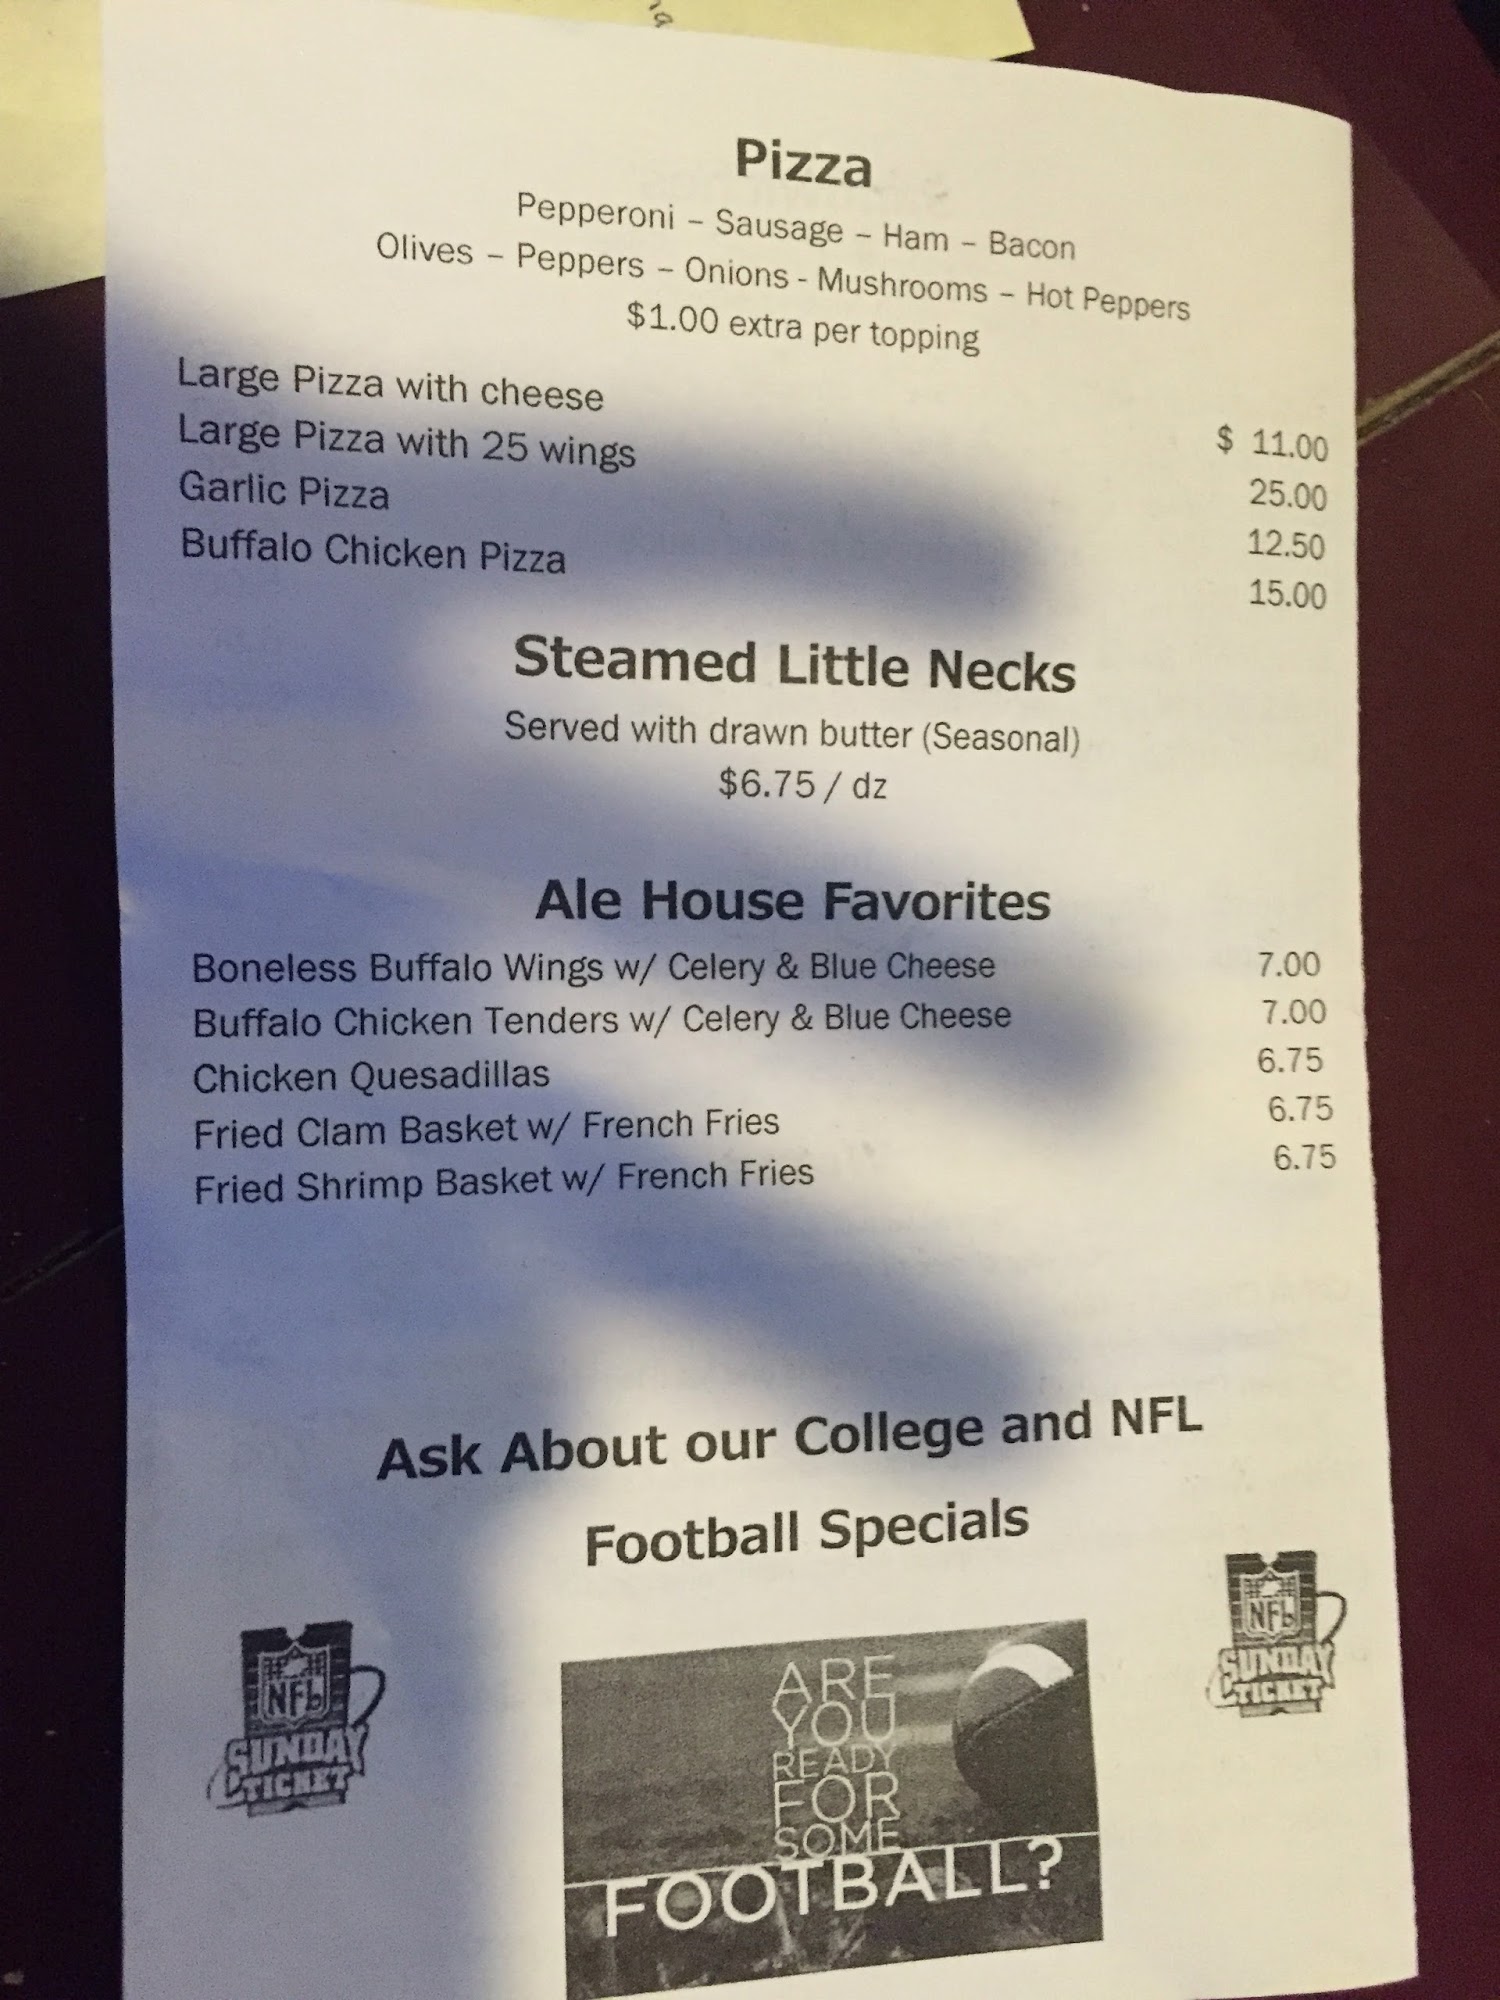 Pizza
Pepperoni – Sausage – Ham – Bacon
Olives – Peppers – Onions - Mushrooms – Hot Peppers
$1.00 extra per topping
Large Pizza with cheese $ 11.00
Large Pizza with 25 wings 25.00
Garlic Pizza 12.50
Buffalo Chicken Pizza 15.00
Steamed Little Necks
Served with drawn butter (Seasonal)
$6.75 / dz
Ale House Favorites
Boneless Buffalo Wings w/ Celery & Blue Cheese 7.00
Buffalo Chicken Tenders w/ Celery & Blue Cheese 7.00
Chicken Quesadillas 6.75
Fried Clam Basket w/ French Fries 6.75
Fried Shrimp Basket w/ French Fries 6.75
Ask About our College and NFL
Football Specials
NFL
SUNDAY
TICKET
ARE
YOU
READY
FOR
SOME
FOOTBALL?
NFL
SUNDAY
TICKET